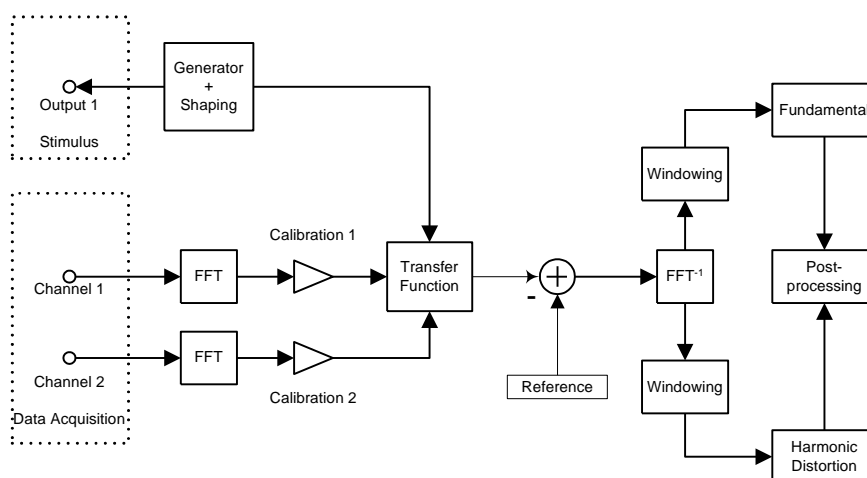 Generator
+
Shaping
Output 1
Stimulus
Fundamental
Windowing
Calibration 1
Channel 1
FFT
Transfer
Function
-
+
FFT-1
Post-
processing
Channel 2
FFT
Calibration 2
Reference
Windowing
Data Acquisition
Harmonic
Distortion